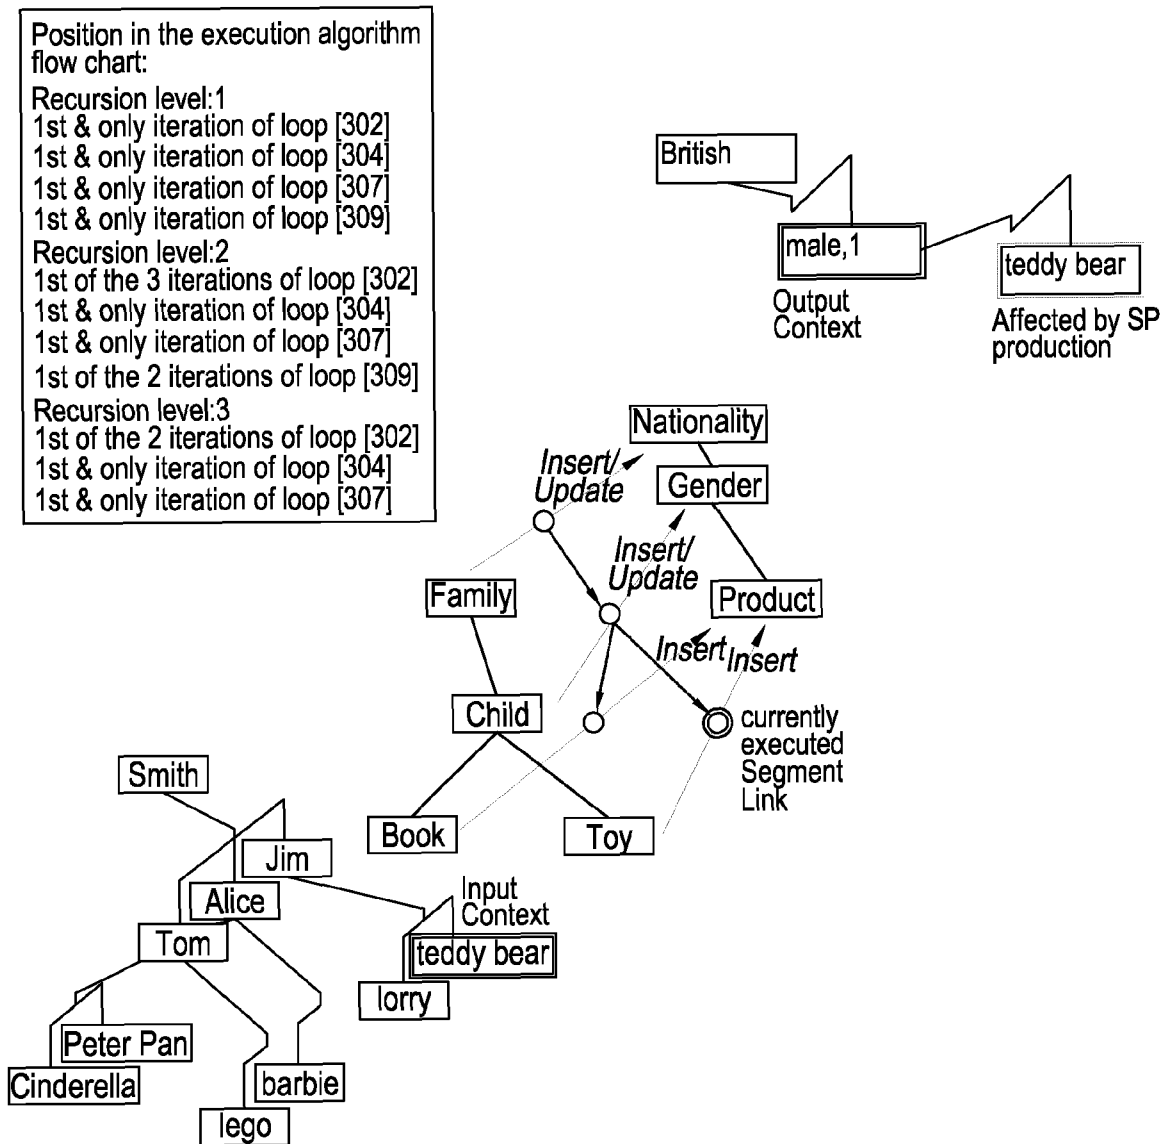 Position in the execution algorithm
flow chart:
Recursion level:1
1st & only iteration of loop [302]
1st & only iteration of loop [304]
1st & only iteration of loop [307]
1st & only iteration of loop [309]
Recursion level:2
1st of the 3 iterations of loop [302]
1st & only iteration of loop [304]
1st & only iteration of loop [307]
1st of the 2 iterations of loop [309]
Recursion level:3
1st of the 2 iterations of loop [302]
1st & only iteration of loop [304]
1st & only iteration of loop [307]
British
male,1
Output
Context
teddy bear
Affected by SP
production
Nationality
Insert/
Update
Gender
Insert/
Update
Family
Product
Insert
Insert
Child
currently
executed
Segment
Link
Book
Toy
Smith
Jim
Alice
Tom
Input
Context
teddy bear
lorry
Peter Pan
Cinderella
barbie
lego